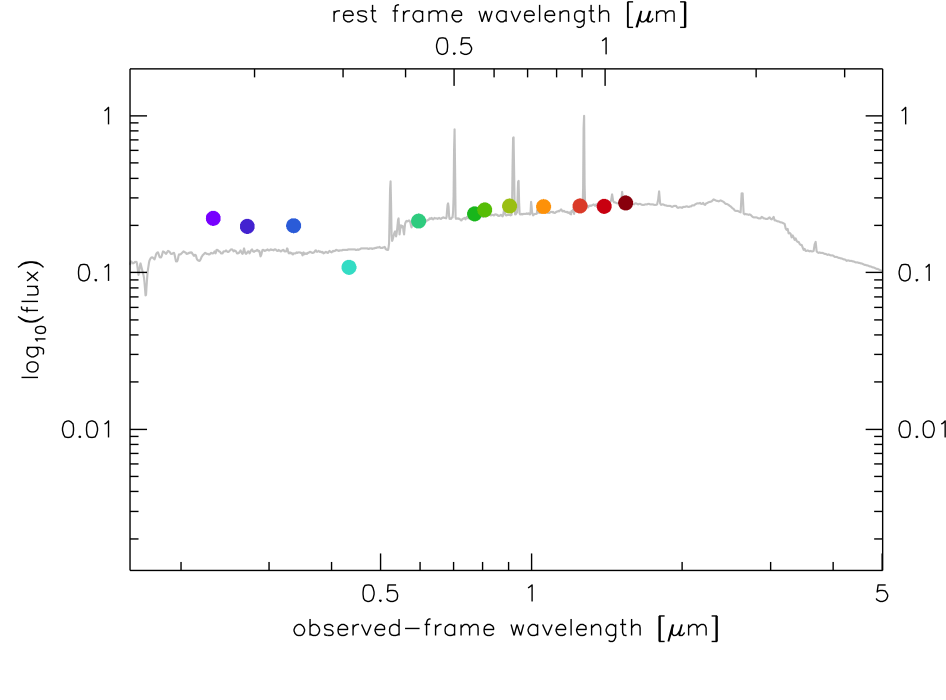 rest frame wavelength [μm]
0.5 1
1 1
0.1 0.1
0.01 0.01
log10(flux)
0.5 1 5
observed−frame wavelength [μm]